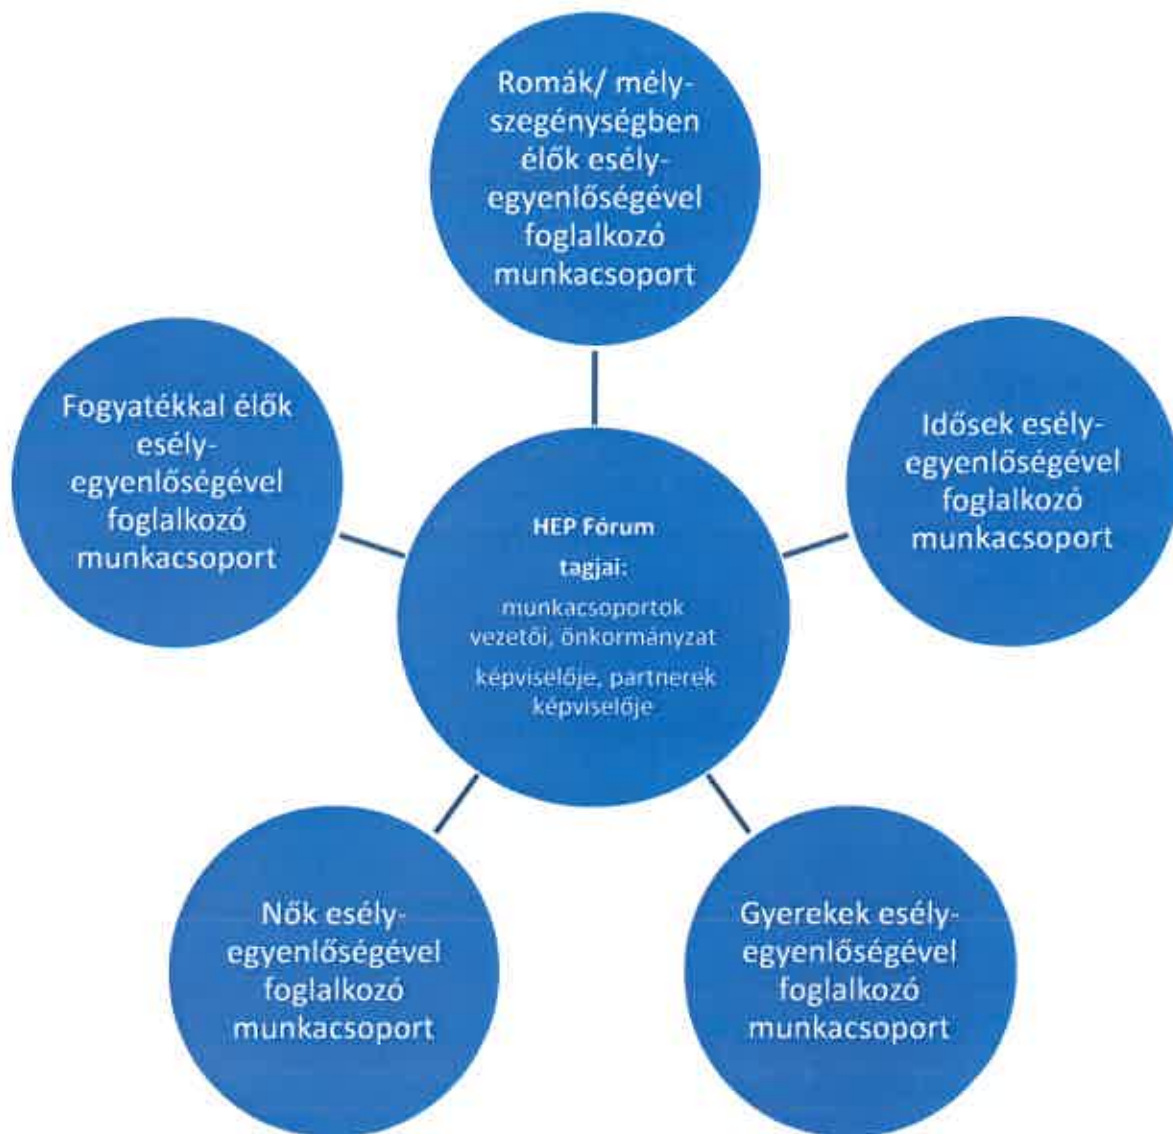 Romák/ mély-
szegénységben
élők esély-
egyenlőségével
foglalkozó
munkacsoport
Fogyatékkal élők
esély-
egyenlőségével
foglalkozó
munkacsoport
Idősek esély-
egyenlőségével
foglalkozó
munkacsoport
HEP Fórum
tagjai:
munkacsoportok
vezetői, önkormányzat
képviselője, partnerek
képviselője
Nők esély-
egyenlőségével
foglalkozó
munkacsoport
Gyerekek esély-
egyenlőségével
foglalkozó
munkacsoport